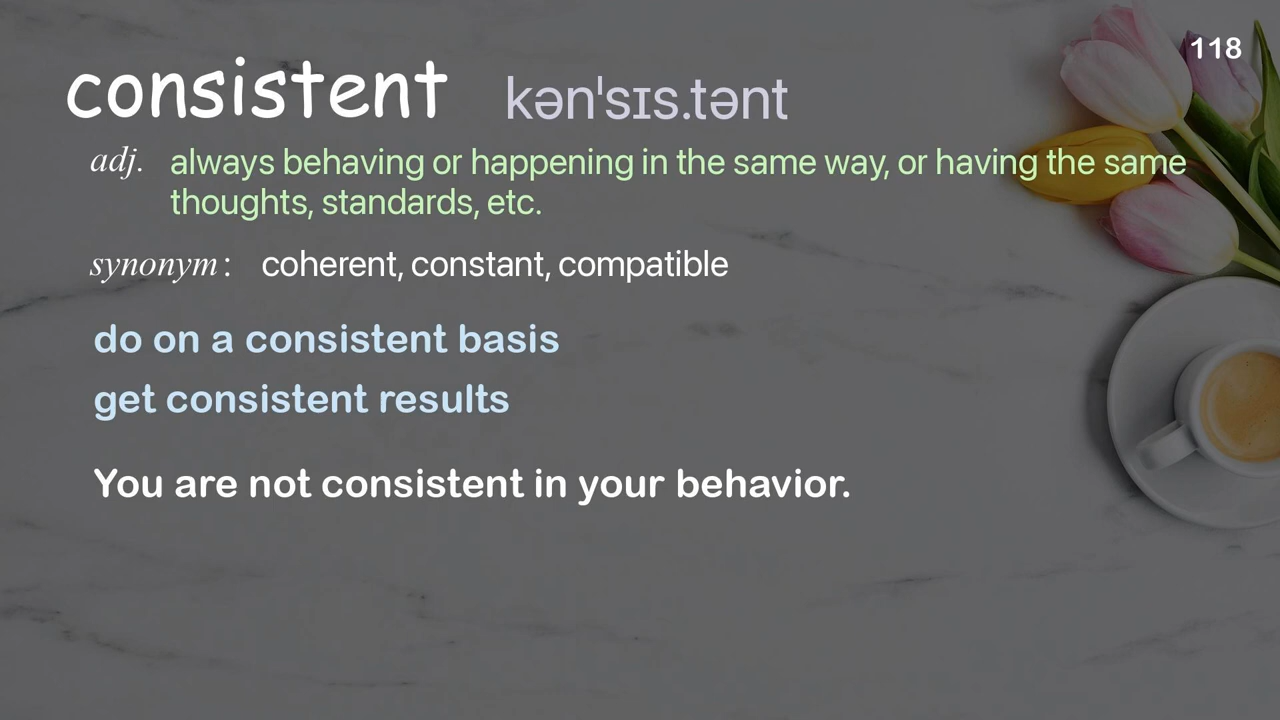 118
consistent kən'sɪs.tənt
adj. always behaving or happening in the same way, or having the same
thoughts, standards, etc.
synonym : coherent, constant, compatible
do on a consistent basis
get consistent results
You are not consistent in your behavior.